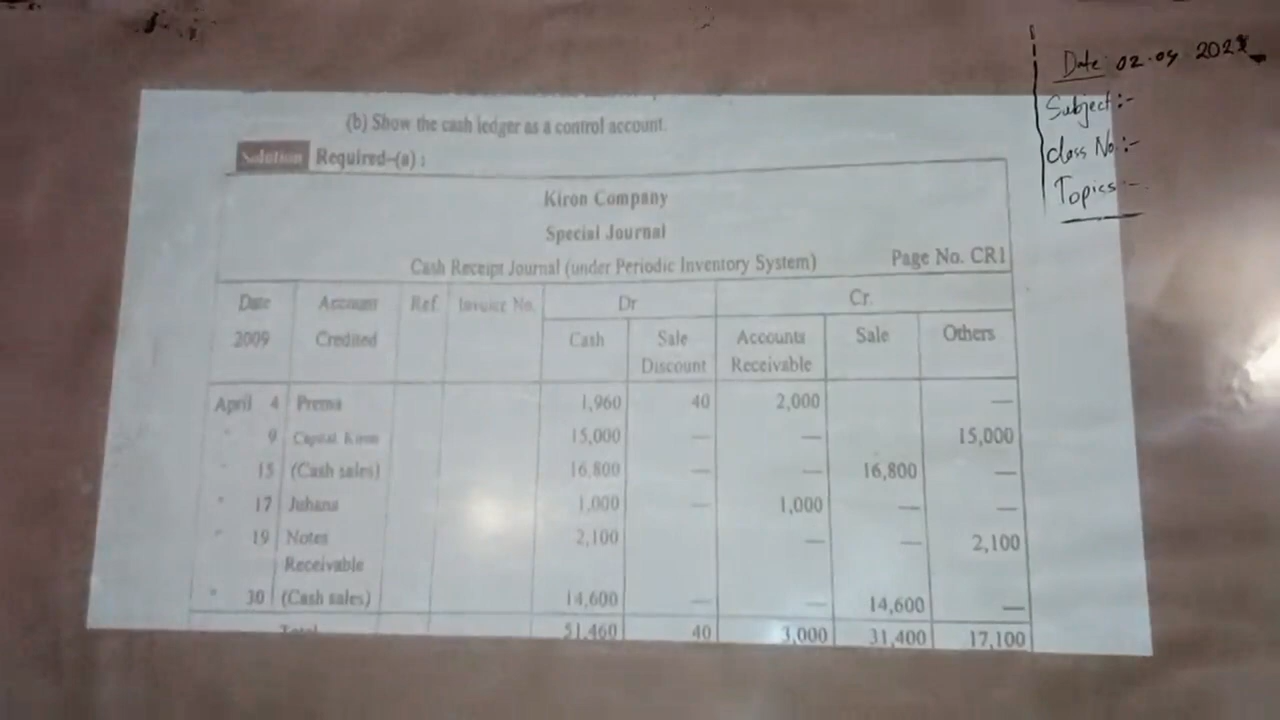 Date: 02.04.202
Subject:-
Class No.:-
Topics:-
(b) Show the cash ledger as a control account.
Solution Required-(a) :
Kiron Company
Special Journal
Cash Receipt Journal (under Periodic Inventory System) Page No. CR1
Date Account Ref Invoice No. Dr Cr.
2009 Credited Cash Sale Accounts Sale Others
Discount Receivable
April 4 Prema 1,960 40 2,000 —
" 9 Capital Kiron 15,000 — — 15,000
" 15 (Cash sales) 16,800 — — 16,800 —
" 17 Juhana 1,000 — 1,000 — —
" 19 Notes 2,100 — — 2,100
Receivable
" 30 (Cash sales) 14,600 — — 14,600 —
Total 51,460 40 3,000 31,400 17,100